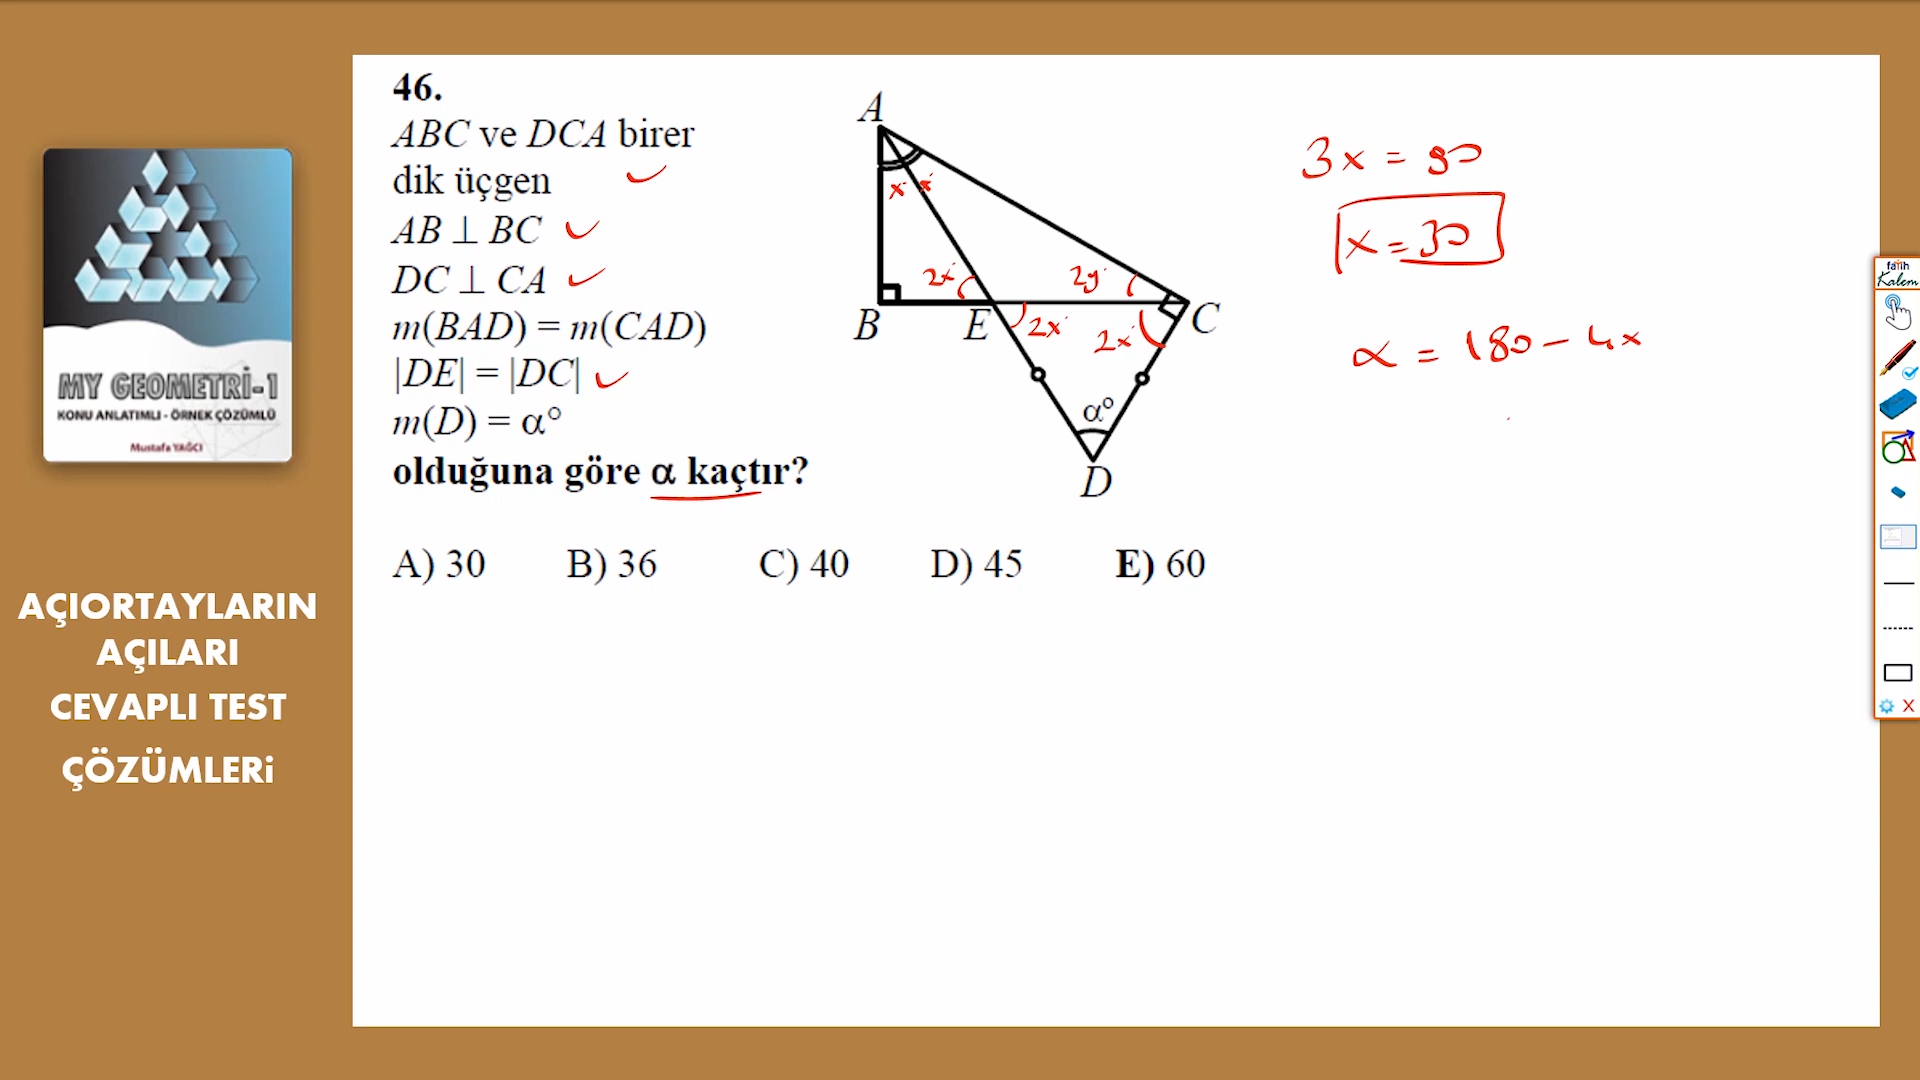 46.
ABC ve DCA birer
dik üçgen
AB ⊥ BC
DC ⊥ CA
m(BAD) = m(CAD)
|DE| = |DC|
m(D) = α°
olduğuna göre α kaçtır?
A) 30 B) 36 C) 40 D) 45 E) 60
A
x x
2x 2y
B E 2x 2x C
α°
D
3x = 90
x = 30
α = 180 - 4x
MY GEOMETRİ-1
KONU ANLATIMLI - ÖRNEK ÇÖZÜMLÜ
Mustafa YAĞCI
AÇIORTAYLARIN
AÇILARI
CEVAPLI TEST
ÇÖZÜMLERi
fatih
Kalem
X